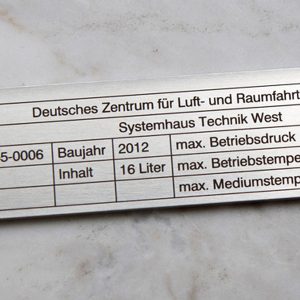 Deutsches Zentrum für Luft- und Raumfahrt
Systemhaus Technik West
5-0006 Baujahr 2012 max. Betriebsdruck
Inhalt 16 Liter max. Betriebstempe
max. Mediumstemp